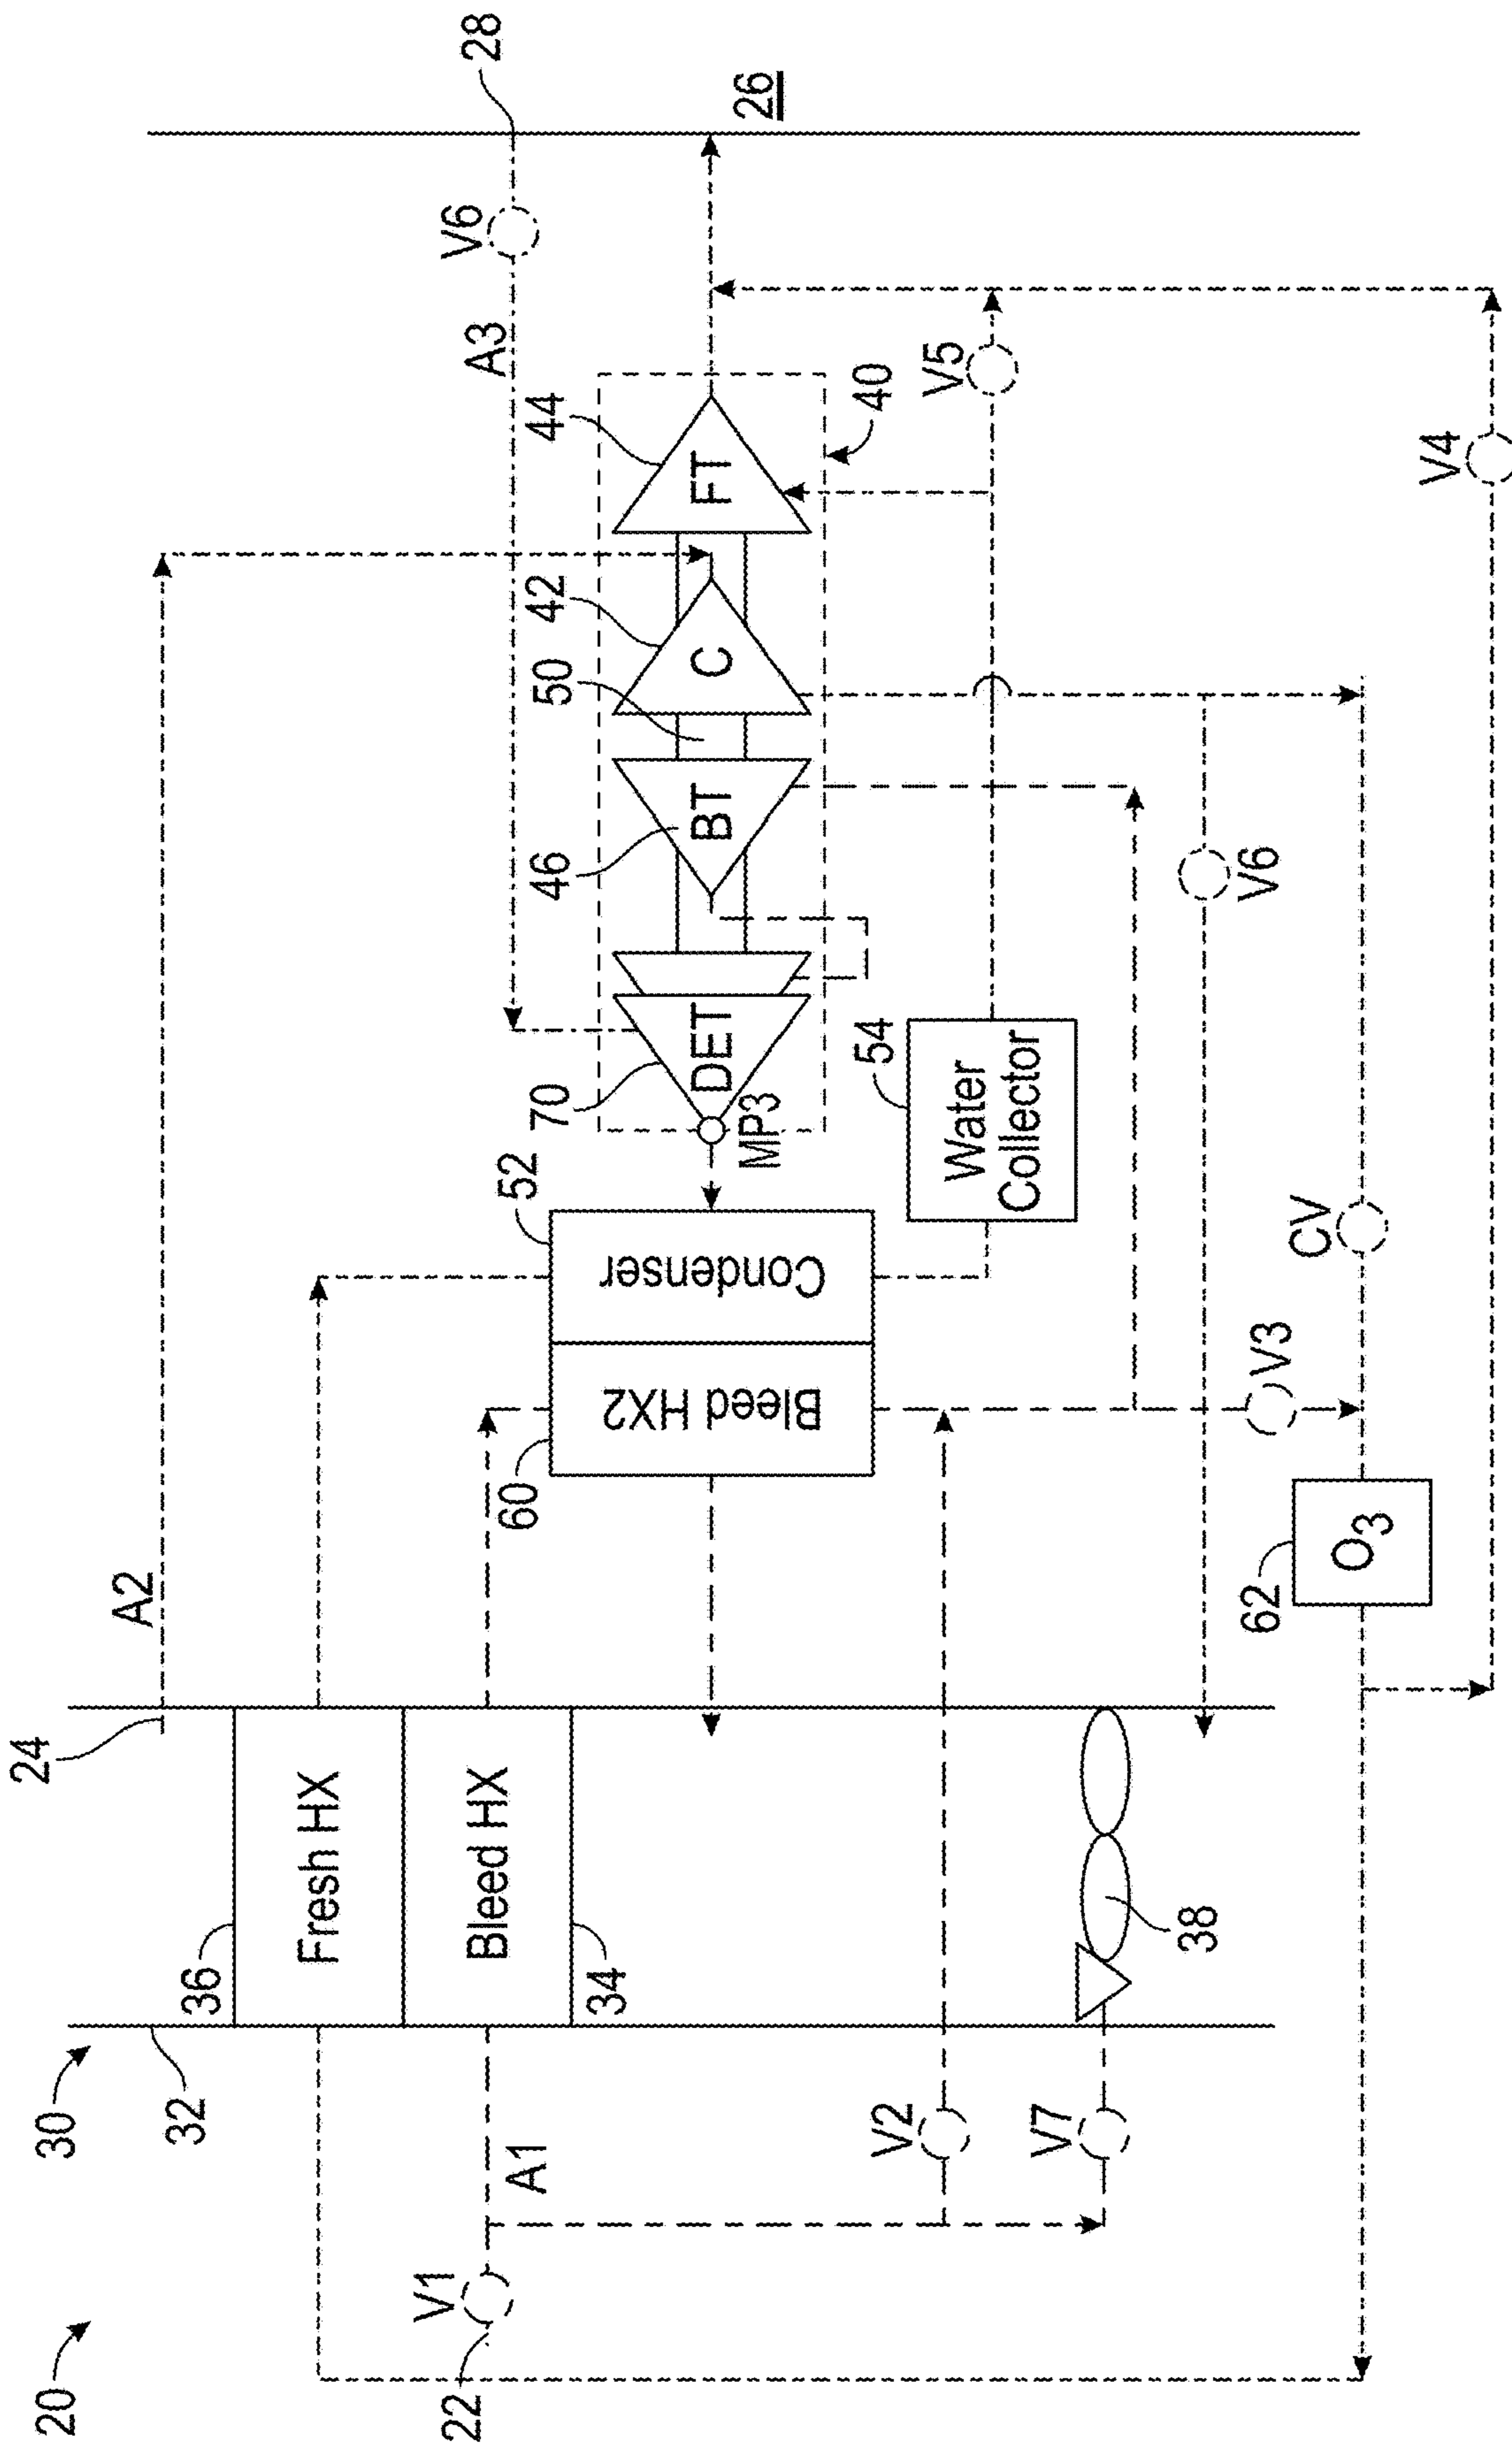 20
30
32
24
A2
36
Fresh HX
Bleed HX
34
22
V1
A1
V2
V7
38
60
52
Bleed HX2
Condenser
70
MP3
DET
46
BT
50
42
C
44
FT
40
A3
V6
28
26
54
Water
Collector
V5
V4
V6
CV
V3
62
O3